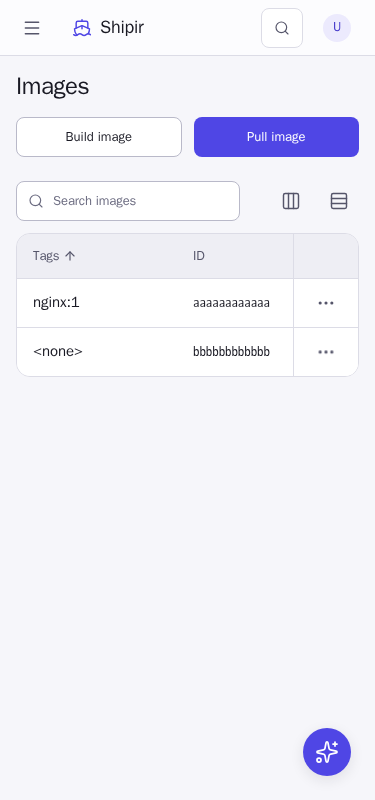 Shipir
U
Images
Build image
Pull image
Search images
Tags
ID
nginx:1
aaaaaaaaaaaa
<none>
bbbbbbbbbbbb